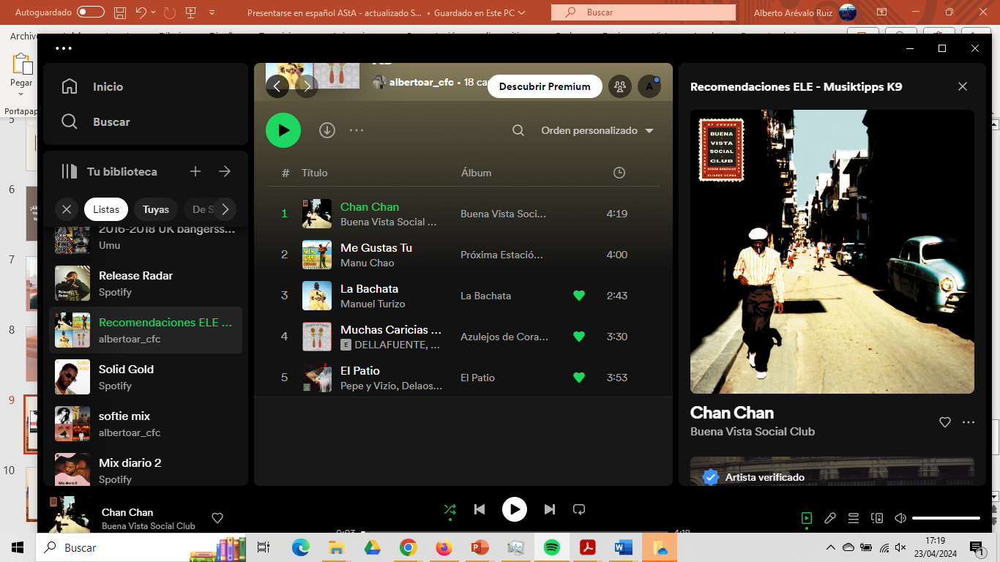 Autoguardado
Presentarse en español AStA - actualizado S... • Guardado en Este PC
Buscar
Alberto Arévalo Ruiz
Archivo
Pegar
Portapap
5
6
7
8
9
10
Inicio
Buscar
Tu biblioteca
Listas
Tuyas
De S
2016-2018 UK bangerss...
Umu
Release Radar
Spotify
Recomendaciones ELE ...
albertoar_cfc
Solid Gold
Spotify
softie mix
albertoar_cfc
Mix diario 2
Spotify
albertoar_cfc • 18 ca
Descubrir Premium
A
Orden personalizado
# Título Álbum
1 Chan Chan
Buena Vista Social ...
Buena Vista Soci... 4:19
2 Me Gustas Tu
Manu Chao
Próxima Estació... 4:00
3 La Bachata
Manuel Turizo
La Bachata 2:43
4 Muchas Caricias ...
E DELLAFUENTE, ...
Azulejos de Cora... 3:30
5 El Patio
Pepe y Vizio, Delaos...
El Patio 3:53
Recomendaciones ELE - Musiktipps K9
BUENA
VISTA
SOCIAL
CLUB
Chan Chan
Buena Vista Social Club
Artista verificado
Chan Chan
Buena Vista Social Club
0:03
4:18
Buscar
17:19
23/04/2024
1